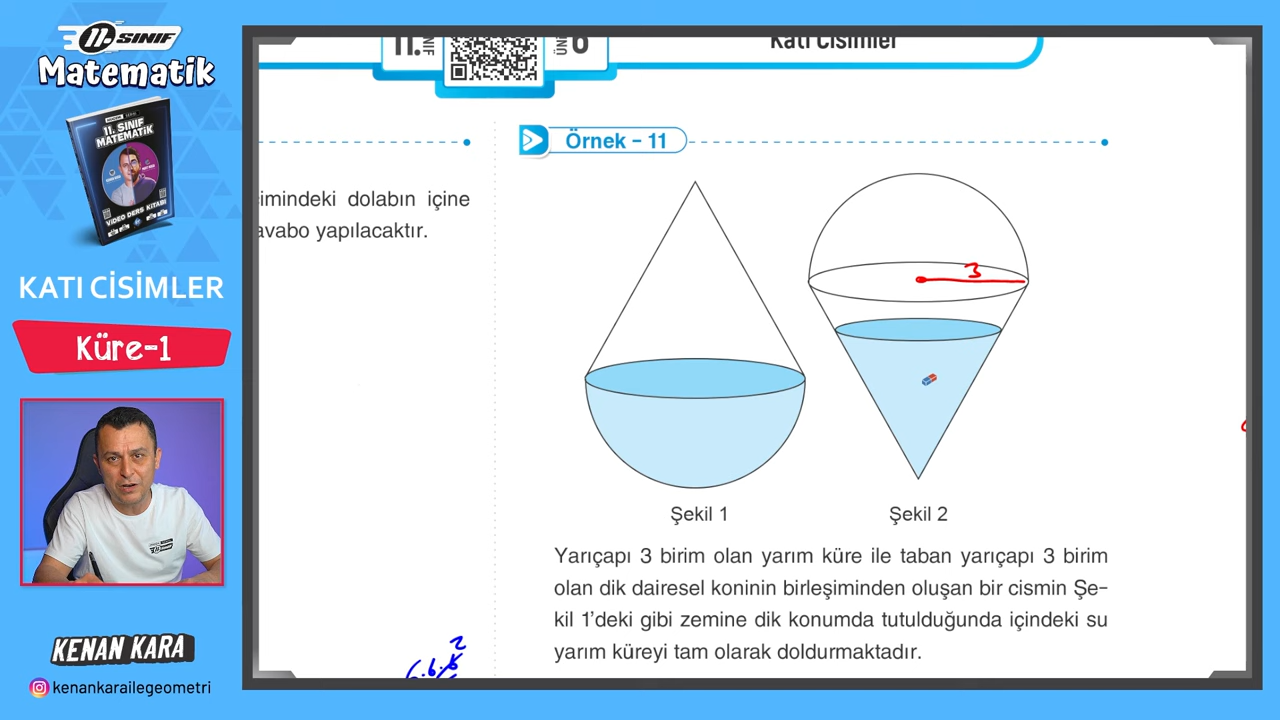 11. SINIF
Matematik
11. SINIF
MATEMATİK
VİDEO DERS KİTABI
KATI CİSİMLER
Küre-1
KENAN KARA
kenankarailegeometri
11.
Katı Cisimler
imindeki dolabın içine
avabo yapılacaktır.
Örnek - 11
3
Şekil 1
Şekil 2
Yarıçapı 3 birim olan yarım küre ile taban yarıçapı 3 birim
olan dik dairesel koninin birleşiminden oluşan bir cismin Şe-
kil 1'deki gibi zemine dik konumda tutulduğunda içindeki su
yarım küreyi tam olarak doldurmaktadır.
2